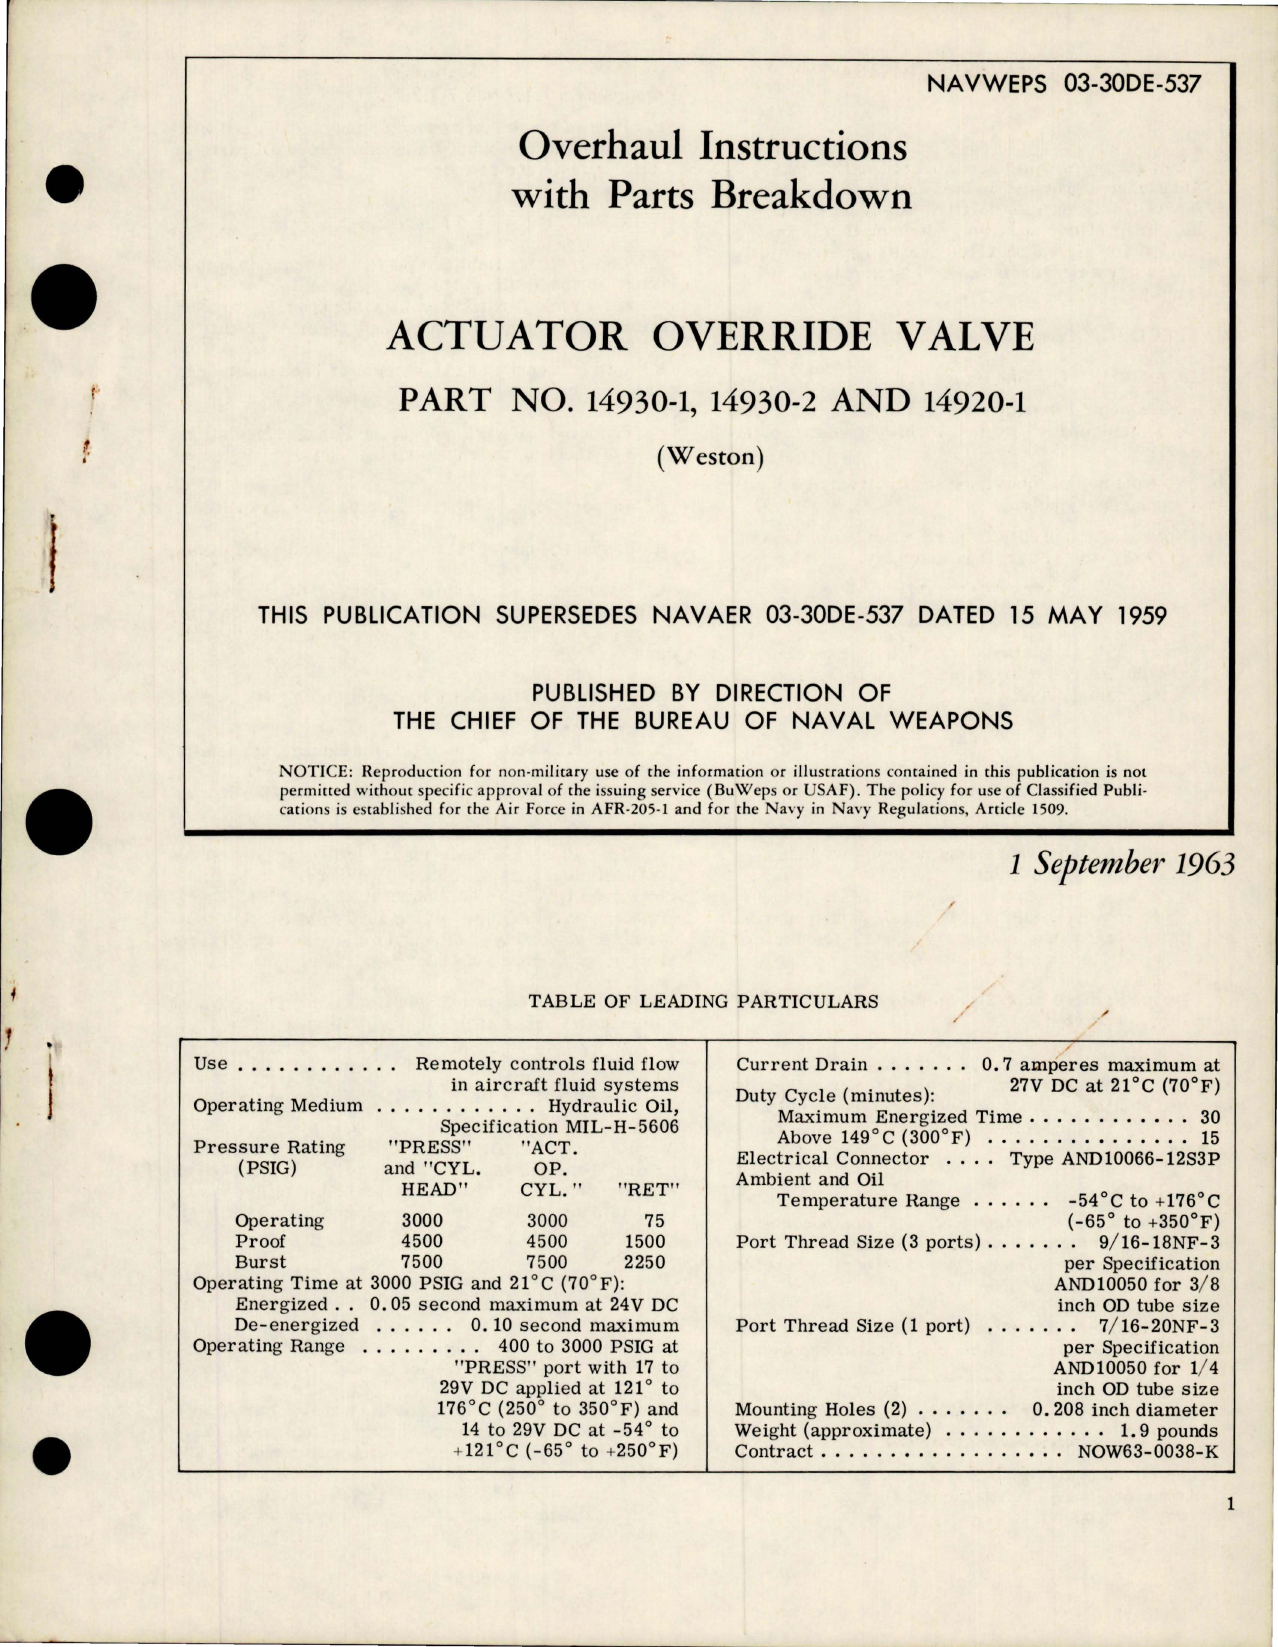 NAVWEPS 03-30DE-537
Overhaul Instructions
with Parts Breakdown
ACTUATOR OVERRIDE VALVE
PART NO. 14930-1, 14930-2 AND 14920-1
(Weston)
THIS PUBLICATION SUPERSEDES NAVAER 03-30DE-537 DATED 15 MAY 1959
PUBLISHED BY DIRECTION OF
THE CHIEF OF THE BUREAU OF NAVAL WEAPONS
NOTICE: Reproduction for non-military use of the information or illustrations contained in this publication is not
permitted without specific approval of the issuing service (BuWeps or USAF). The policy for use of Classified Publi-
cations is established for the Air Force in AFR-205-1 and for the Navy in Navy Regulations, Article 1509.
1 September 1963
TABLE OF LEADING PARTICULARS
Use . . . . . . . . . . . . Remotely controls fluid flow
in aircraft fluid systems
Operating Medium . . . . . . . . . . . . Hydraulic Oil,
Specification MIL-H-5606
Pressure Rating "PRESS" "ACT.
(PSIG) and "CYL. OP.
HEAD" CYL." "RET"
Operating 3000 3000 75
Proof 4500 4500 1500
Burst 7500 7500 2250
Operating Time at 3000 PSIG and 21°C (70°F):
Energized . . 0.05 second maximum at 24V DC
De-energized . . . . . . 0.10 second maximum
Operating Range . . . . . . . . . 400 to 3000 PSIG at
"PRESS" port with 17 to
29V DC applied at 121° to
176°C (250° to 350°F) and
14 to 29V DC at -54° to
+121°C (-65° to +250°F)
Current Drain . . . . . . . 0.7 amperes maximum at
27V DC at 21°C (70°F)
Duty Cycle (minutes):
Maximum Energized Time . . . . . . . . . . . . 30
Above 149°C (300°F) . . . . . . . . . . . . . . . 15
Electrical Connector . . . . Type AND10066-12S3P
Ambient and Oil
Temperature Range . . . . . . -54°C to +176°C
(-65° to +350°F)
Port Thread Size (3 ports) . . . . . . . 9/16-18NF-3
per Specification
AND10050 for 3/8
inch OD tube size
Port Thread Size (1 port) . . . . . . . 7/16-20NF-3
per Specification
AND10050 for 1/4
inch OD tube size
Mounting Holes (2) . . . . . . . 0.208 inch diameter
Weight (approximate) . . . . . . . . . . . . 1.9 pounds
Contract . . . . . . . . . . . . . . . . . . NOW63-0038-K
1